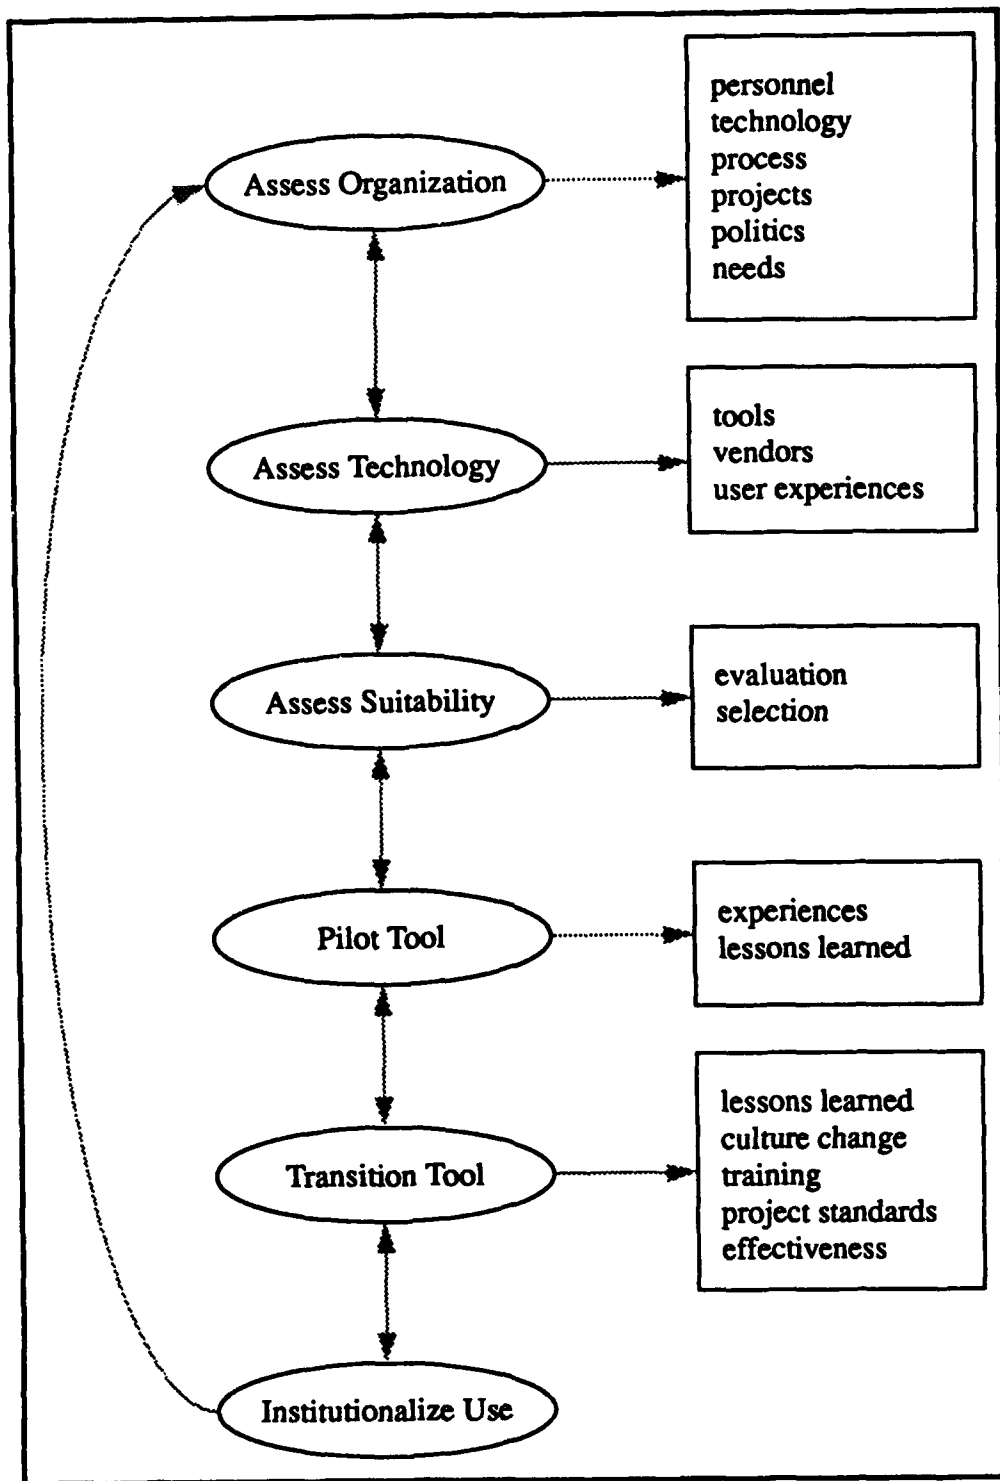 Assess Organization
personnel
technology
process
projects
politics
needs
Assess Technology
tools
vendors
user experiences
Assess Suitability
evaluation
selection
Pilot Tool
experiences
lessons learned
Transition Tool
lessons learned
culture change
training
project standards
effectiveness
Institutionalize Use